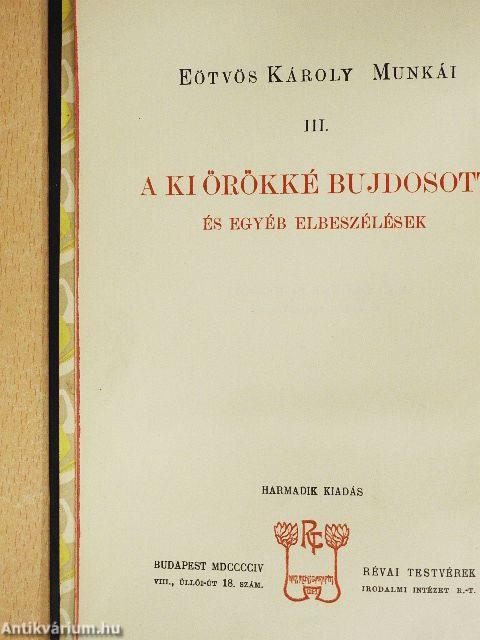 EÖTVÖS KÁROLY MUNKÁI
III.
A KI ÖRÖKKÉ BUJDOSOTT
ÉS EGYÉB ELBESZÉLÉSEK
HARMADIK KIADÁS
BUDAPEST MDCCCCIV
VIII., ÜLLŐI-ÚT 18. SZÁM.
RÉVAI TESTVÉREK
IRODALMI INTÉZET R.-T.
Antikvárium.hu